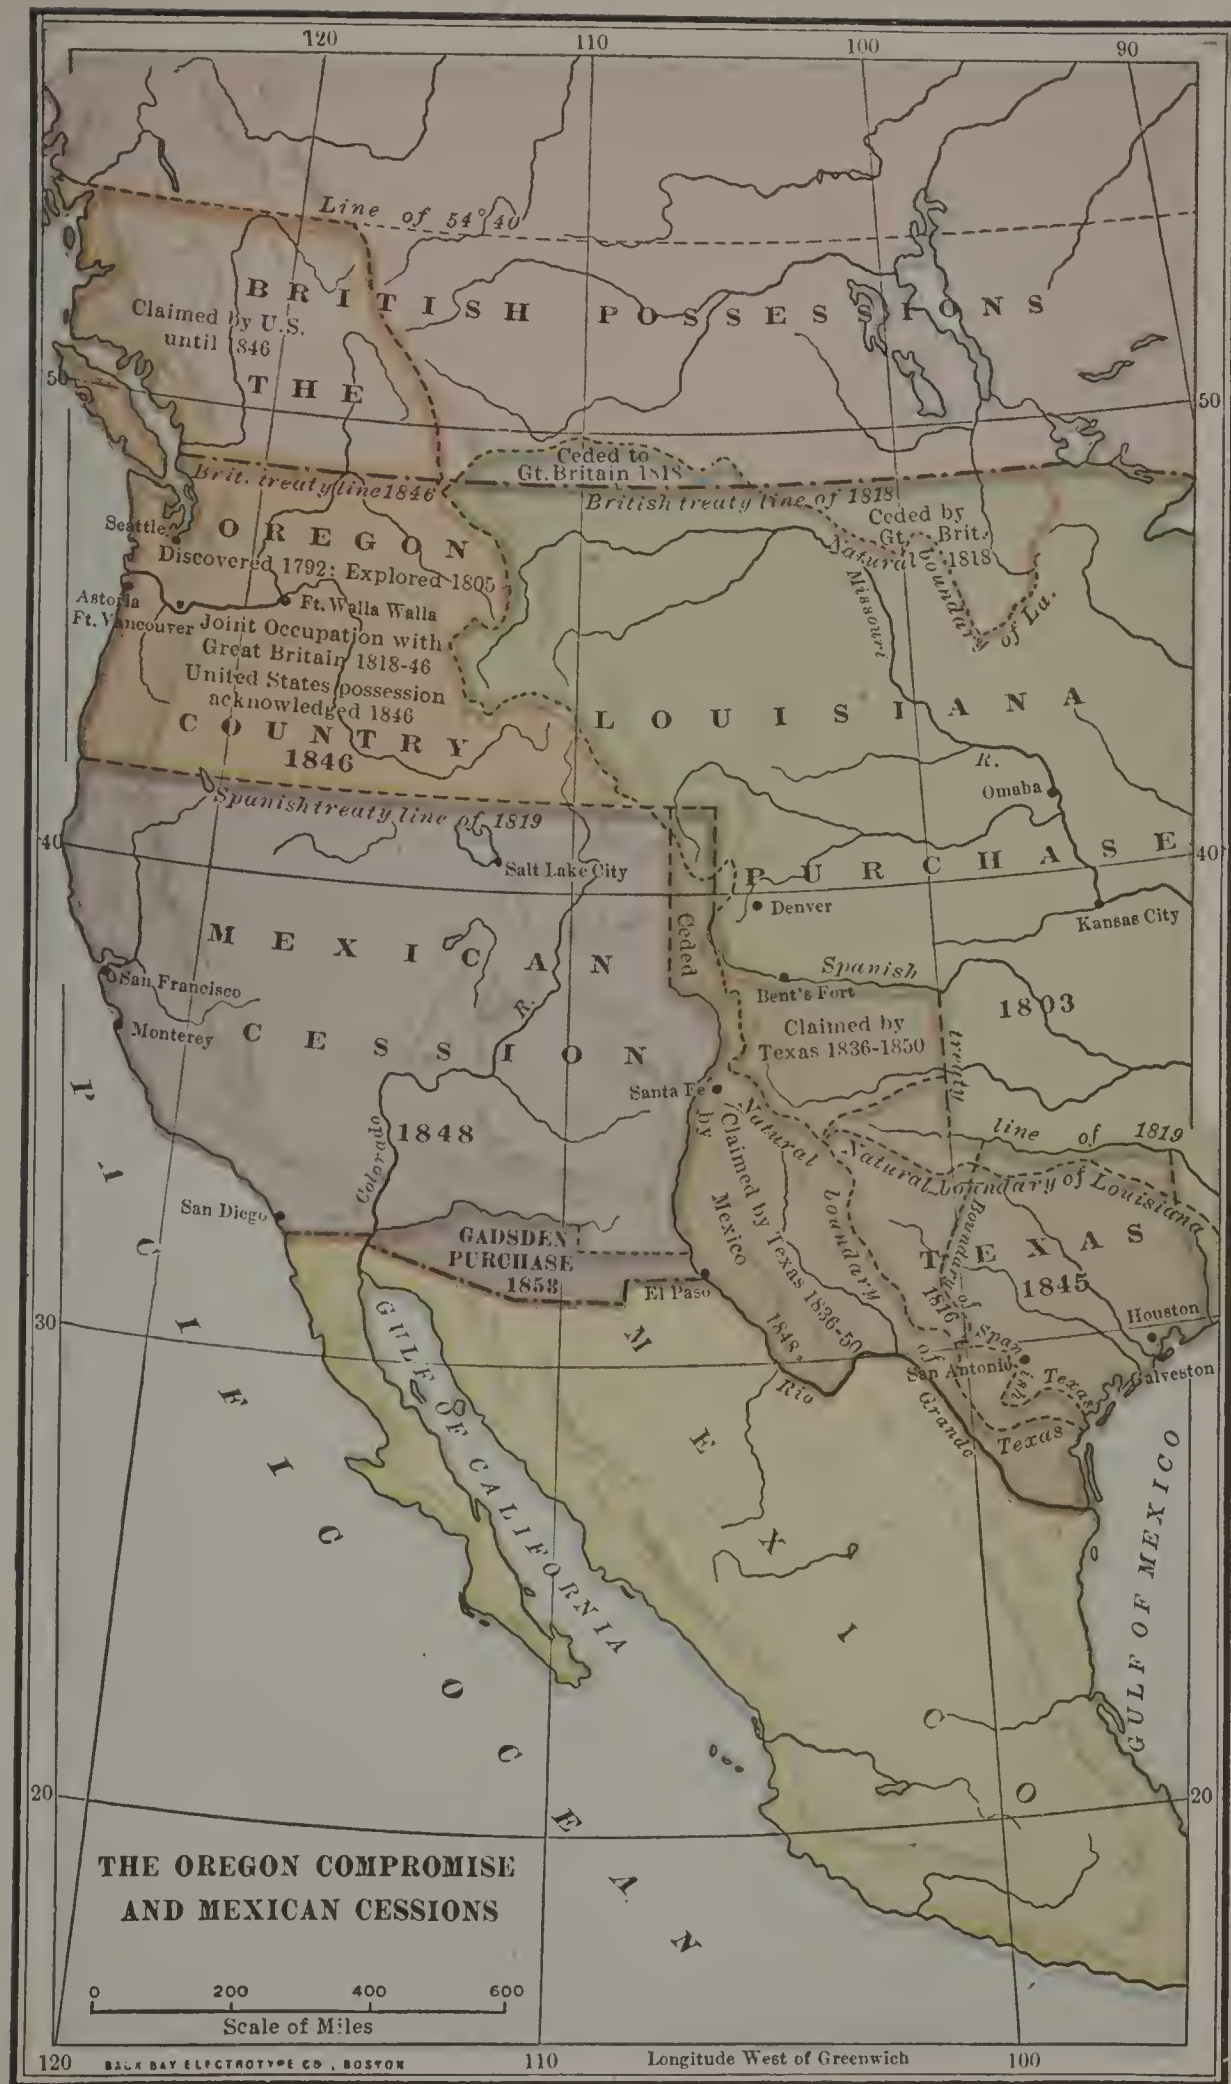 120 110 100 90
Line of 54°40'
BRITISH POSSESSIONS
Claimed by U.S.
until 1846
THE
50
50
Ceded to
Gt. Britain 1818
Brit. treaty line 1846
British treaty line of 1818
Ceded by
Gt. Brit.
1818
Natural boundary of La.
Seattle
OREGON
Discovered 1792: Explored 1805
Astoria
Ft. Walla Walla
Ft. Vancouver
Joint Occupation with
Great Britain 1818-46
United States possession
acknowledged 1846
COUNTRY
1846
Missouri
R.
LOUISIANA
Omaha
Spanish treaty line of 1819
40
40
Salt Lake City
PURCHASE
Denver
Kansas City
MEXICAN
Ceded
San Francisco
Spanish
Bent's Fort
1803
Monterey
CESSION
R.
Claimed by
Texas 1836-1850
treaty
Santa Fe
by
line of 1819
1848
Colorado
Natural
boundary
of
Texas
Natural boundary of Louisiana
Claimed by Texas 1836-50
Mexico
1848
San Diego
GADSDEN
PURCHASE
1853
El Paso
Boundary of
Spanish
Texas
1816
TEXAS
1845
Houston
30
San Antonio
Galveston
Rio
Grande
PACIFIC OCEAN
GULF OF CALIFORNIA
MEXICO
GULF OF MEXICO
20
20
THE OREGON COMPROMISE
AND MEXICAN CESSIONS
0 200 400 600
Scale of Miles
120 110 100
BACK BAY ELECTROTYPE CO., BOSTON
Longitude West of Greenwich